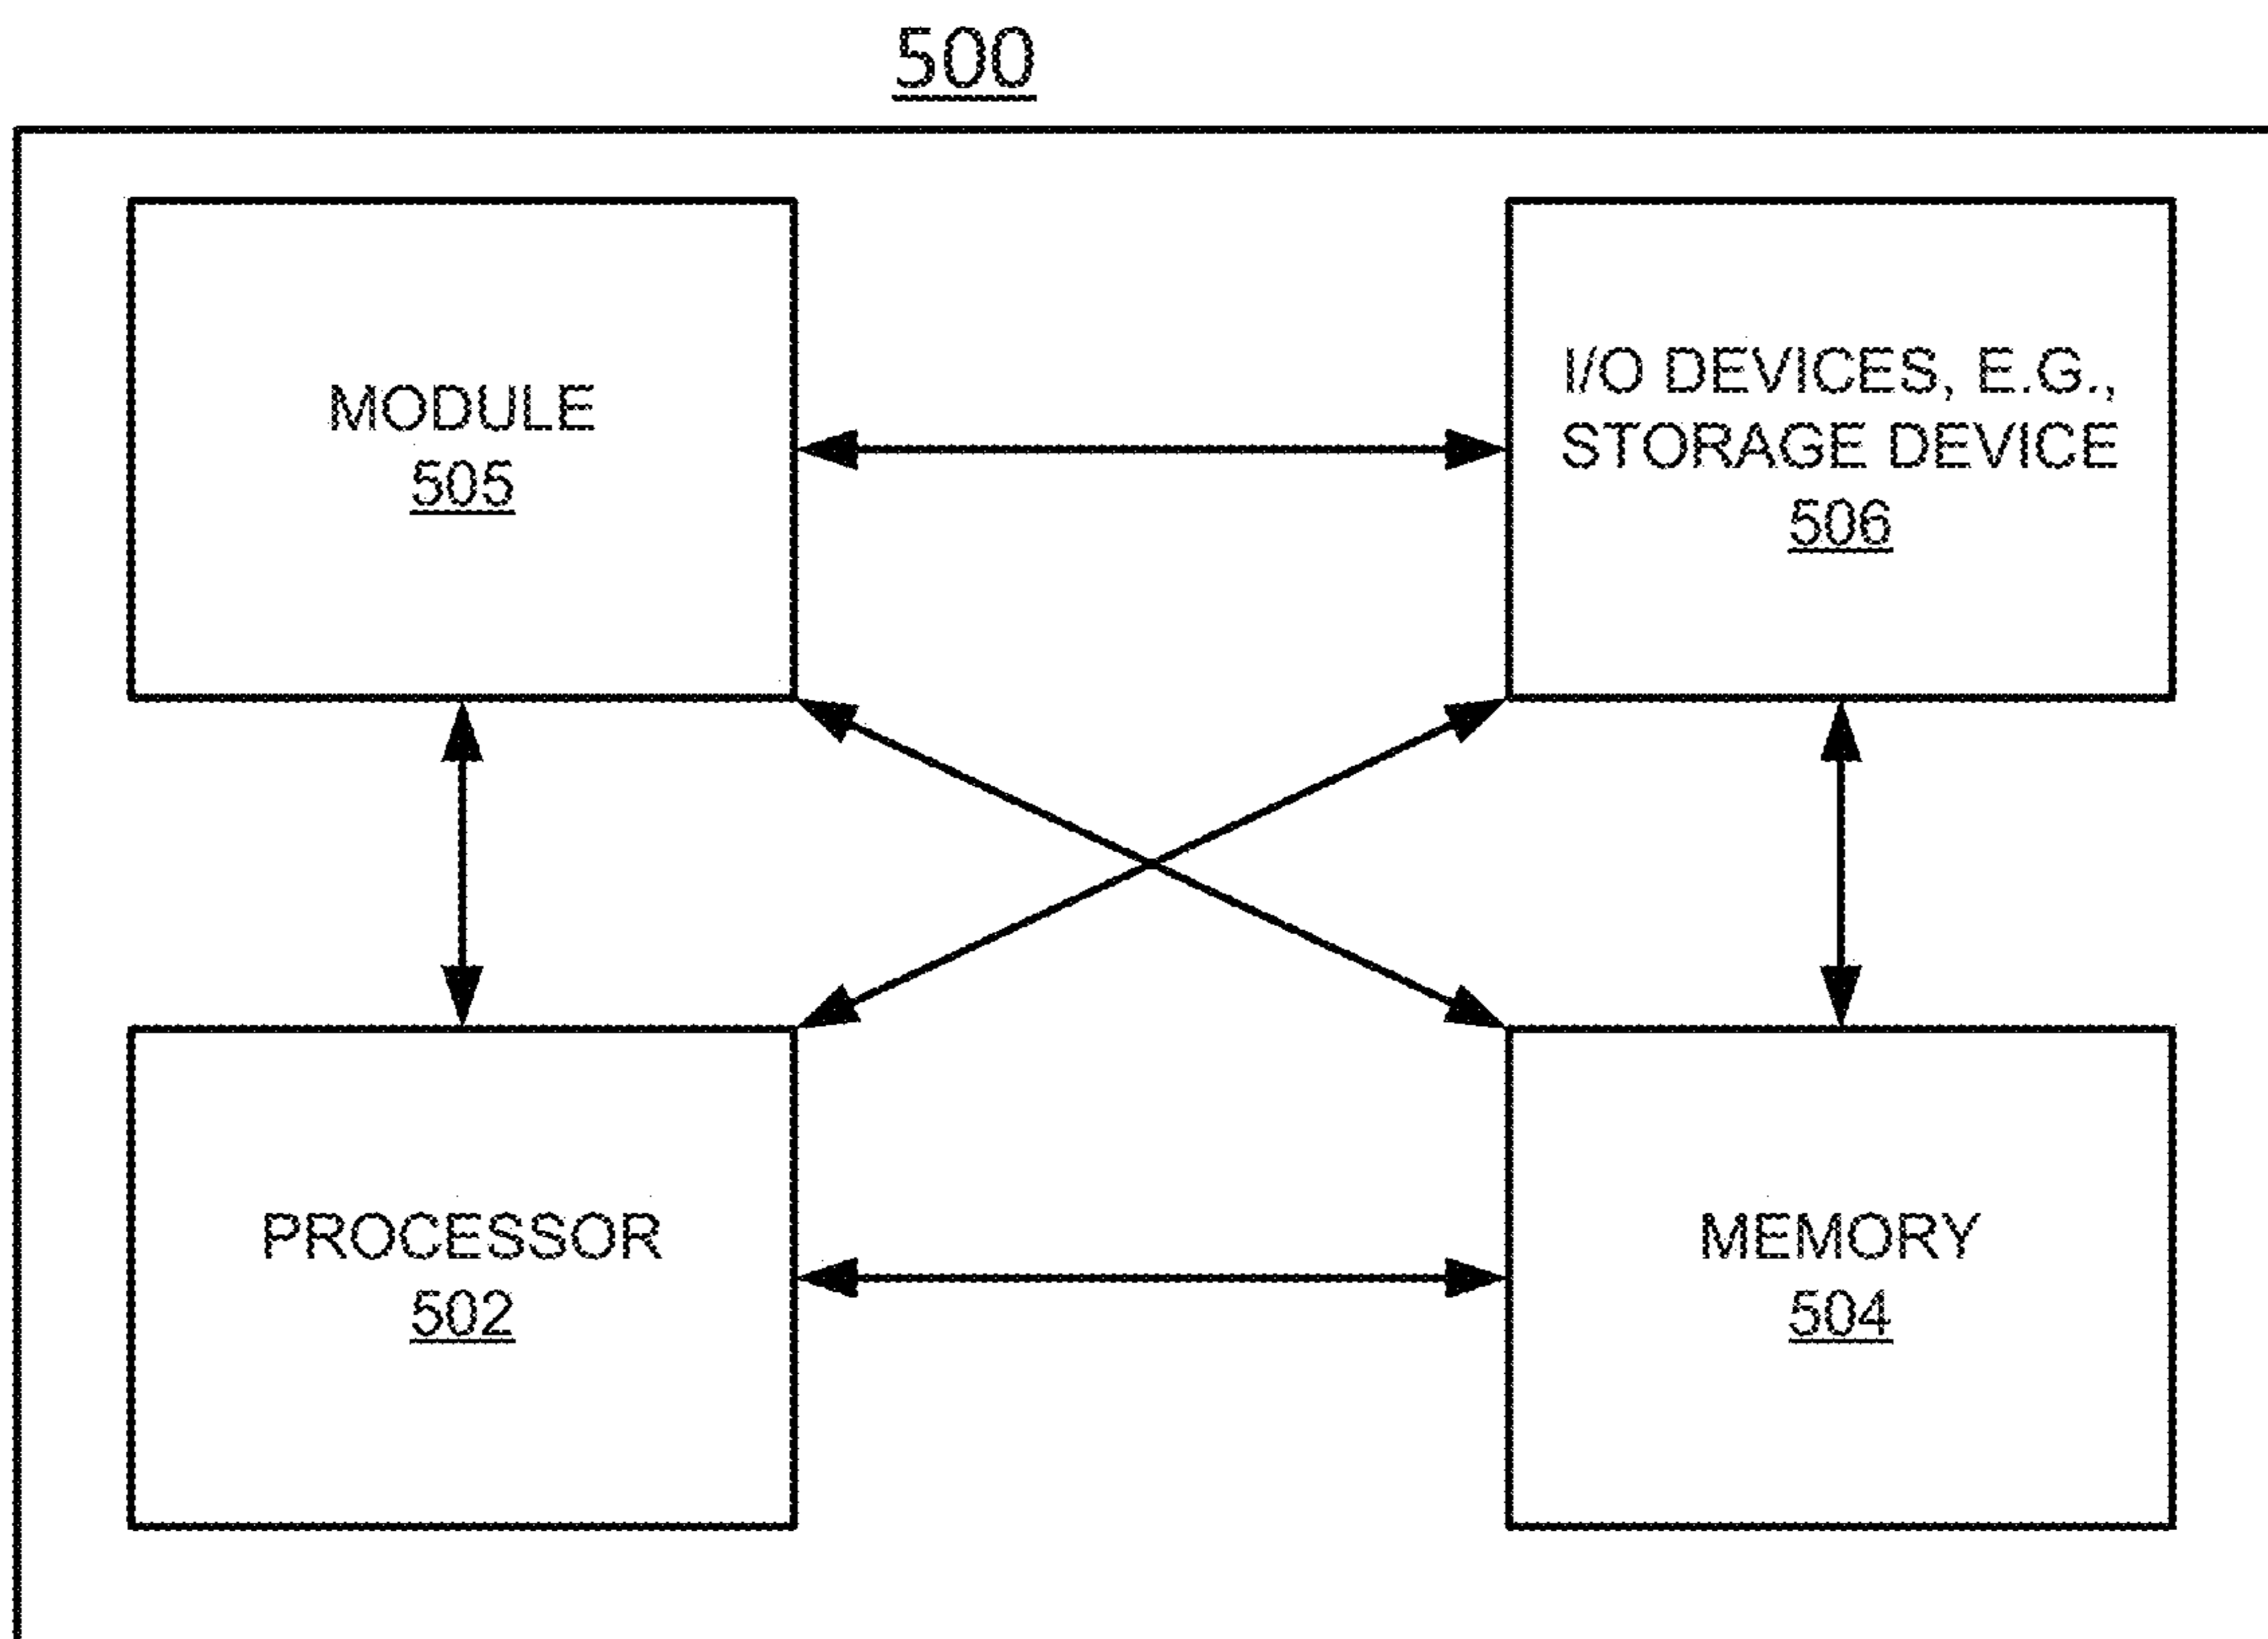 500
MODULE
505
I/O DEVICES, E.G.,
STORAGE DEVICE
506
PROCESSOR
502
MEMORY
504